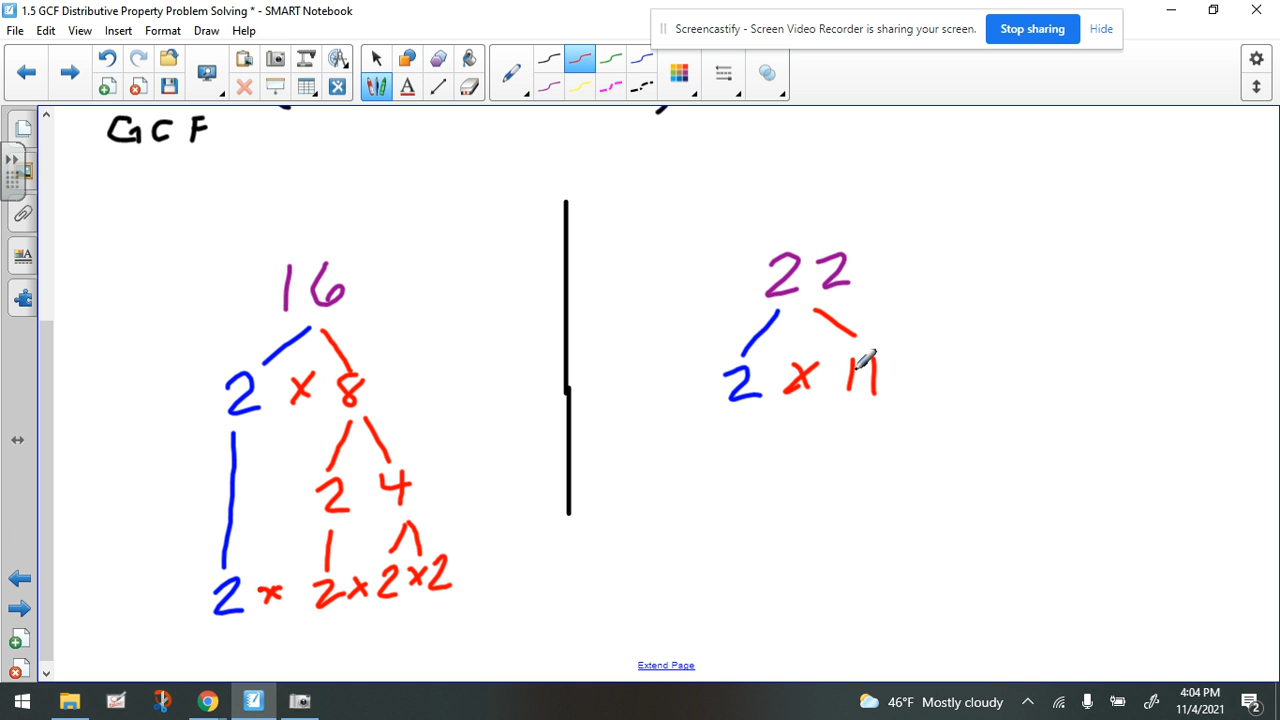 1.5 GCF Distributive Property Problem Solving * - SMART Notebook
Screencastify - Screen Video Recorder is sharing your screen.
Stop sharing
Hide
File Edit View Insert Format Draw Help
GCF
16
2 x 8
2 4
2 x 2 x 2 x 2
22
2 x 11
Extend Page
46°F Mostly cloudy
4:04 PM
11/4/2021
2